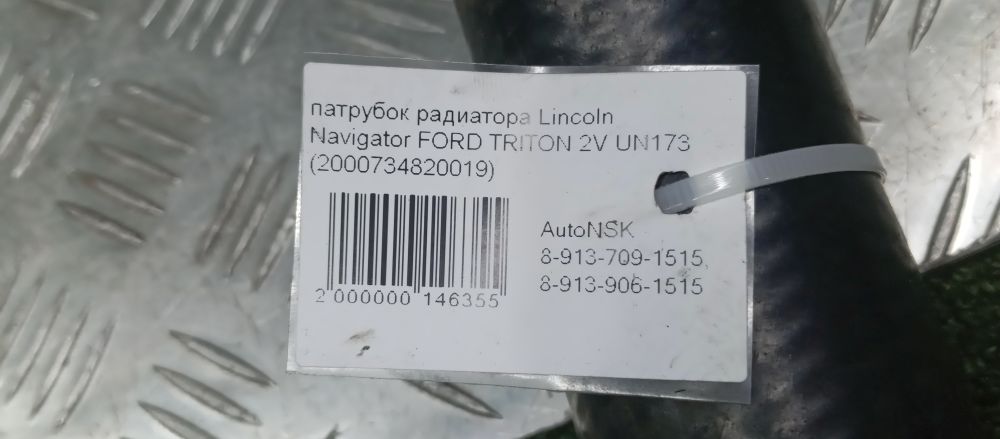 патрубок радиатора Lincoln
Navigator FORD TRITON 2V UN173
(2000734820019)
2 000000 146355
AutoNSK
8-913-709-1515,
8-913-906-1515